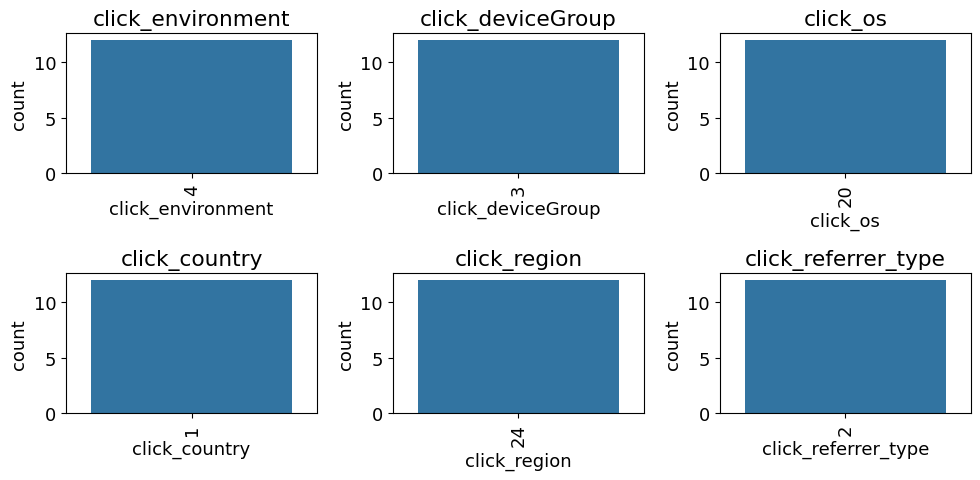 click_environment
count
10
5
0
4
click_environment
click_deviceGroup
count
10
5
0
3
click_deviceGroup
click_os
count
10
5
0
20
click_os
click_country
count
10
5
0
1
click_country
click_region
count
10
5
0
24
click_region
click_referrer_type
count
10
5
0
2
click_referrer_type